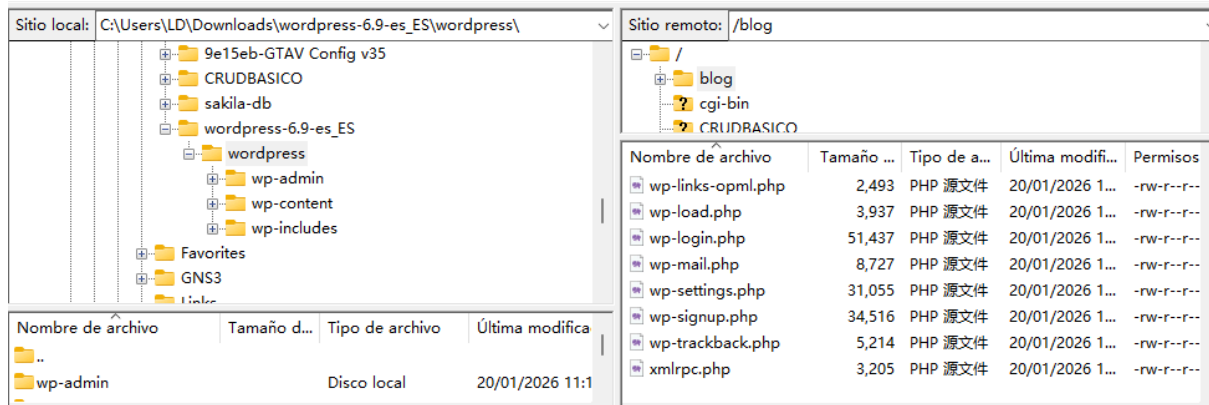 Sitio local: C:\Users\LD\Downloads\wordpress-6.9-es_ES\wordpress\
9e15eb-GTAV Config v35
CRUDBASICO
sakila-db
wordpress-6.9-es_ES
wordpress
wp-admin
wp-content
wp-includes
Favorites
GNS3
Links
Nombre de archivo Tamaño d... Tipo de archivo Última modifica
..
wp-admin Disco local 20/01/2026 11:1
Sitio remoto: /blog
/
blog
cgi-bin
CRUDBASICO
Nombre de archivo Tamaño ... Tipo de a... Última modifi... Permisos
wp-links-opml.php 2,493 PHP 源文件 20/01/2026 1... -rw-r--r--
wp-load.php 3,937 PHP 源文件 20/01/2026 1... -rw-r--r--
wp-login.php 51,437 PHP 源文件 20/01/2026 1... -rw-r--r--
wp-mail.php 8,727 PHP 源文件 20/01/2026 1... -rw-r--r--
wp-settings.php 31,055 PHP 源文件 20/01/2026 1... -rw-r--r--
wp-signup.php 34,516 PHP 源文件 20/01/2026 1... -rw-r--r--
wp-trackback.php 5,214 PHP 源文件 20/01/2026 1... -rw-r--r--
xmlrpc.php 3,205 PHP 源文件 20/01/2026 1... -rw-r--r--